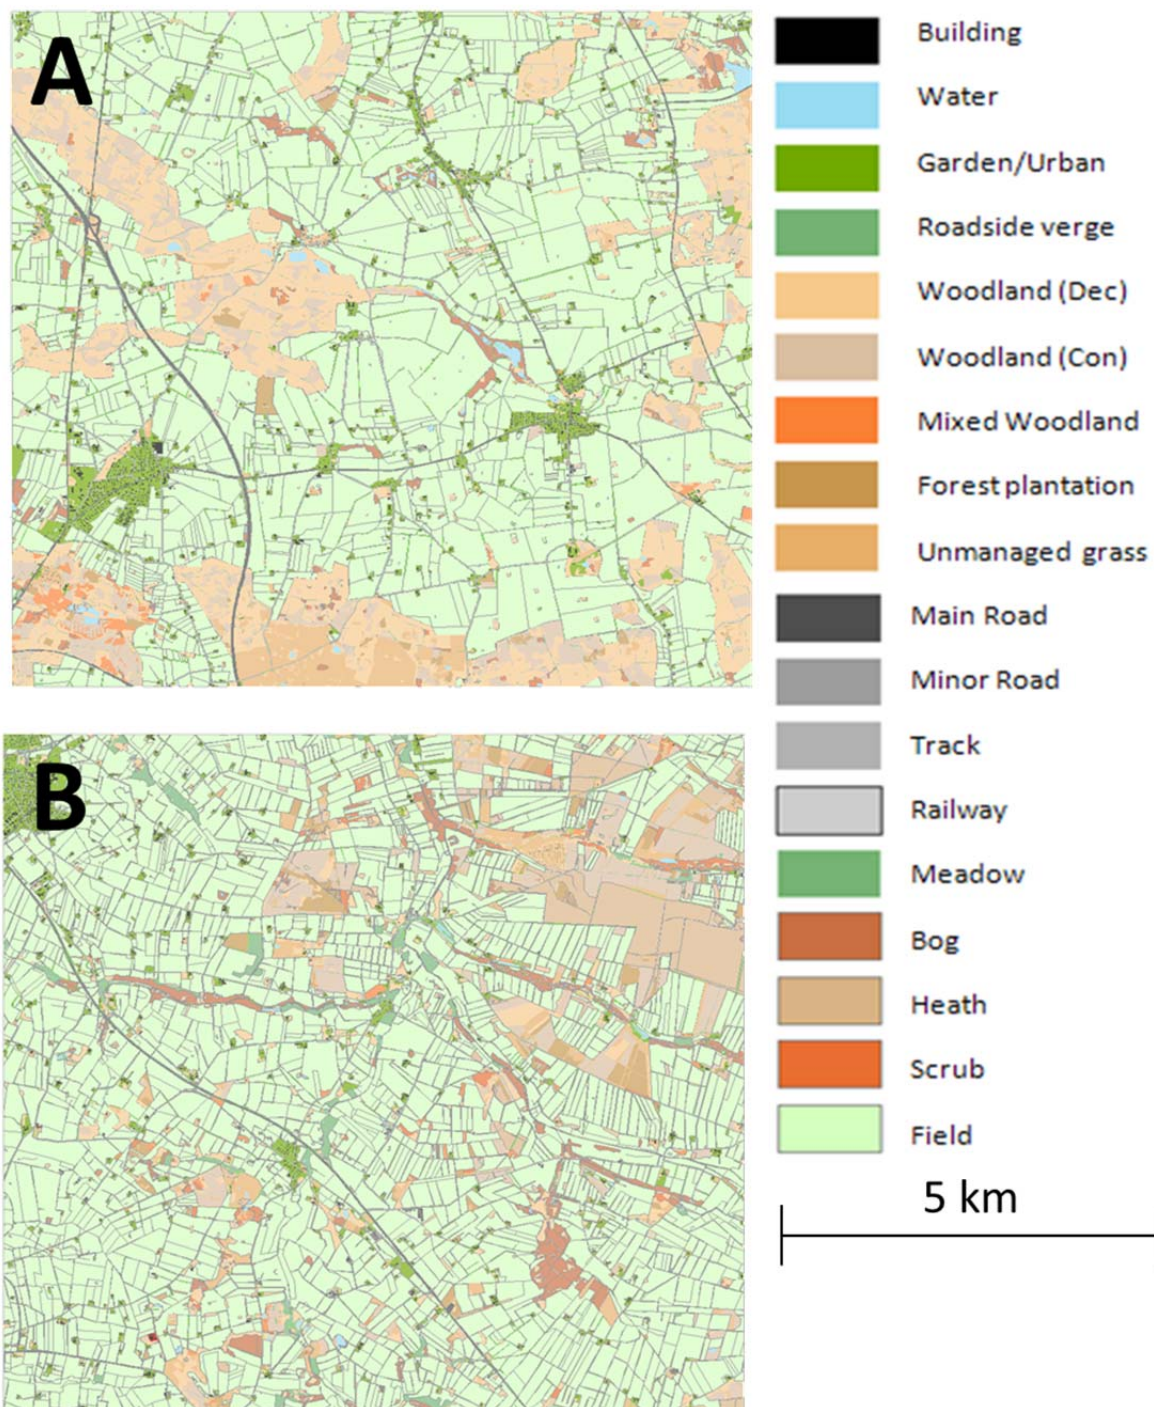 A
B
Building
Water
Garden/Urban
Roadside verge
Woodland (Dec)
Woodland (Con)
Mixed Woodland
Forest plantation
Unmanaged grass
Main Road
Minor Road
Track
Railway
Meadow
Bog
Heath
Scrub
Field
5 km